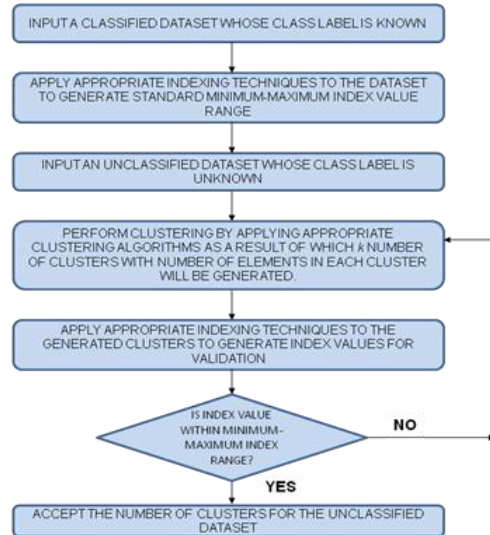 INPUT A CLASSIFIED DATASET WHOSE CLASS LABEL IS KNOWN
APPLY APPROPRIATE INDEXING TECHNIQUES TO THE DATASET
TO GENERATE STANDARD MINIMUM-MAXIMUM INDEX VALUE
RANGE
INPUT AN UNCLASSIFIED DATASET WHOSE CLASS LABEL IS
UNKNOWN
PERFORM CLUSTERING BY APPLYING APPROPRIATE
CLUSTERING ALGORITHMS AS A RESULT OF WHICH k NUMBER
OF CLUSTERS WITH NUMBER OF ELEMENTS IN EACH CLUSTER
WILL BE GENERATED.
APPLY APPROPRIATE INDEXING TECHNIQUES TO THE
GENERATED CLUSTERS TO GENERATE INDEX VALUES FOR
VALIDATION
IS INDEX VALUE
WITHIN MINIMUM-
MAXIMUM INDEX
RANGE?
NO
YES
ACCEPT THE NUMBER OF CLUSTERS FOR THE UNCLASSIFIED
DATASET